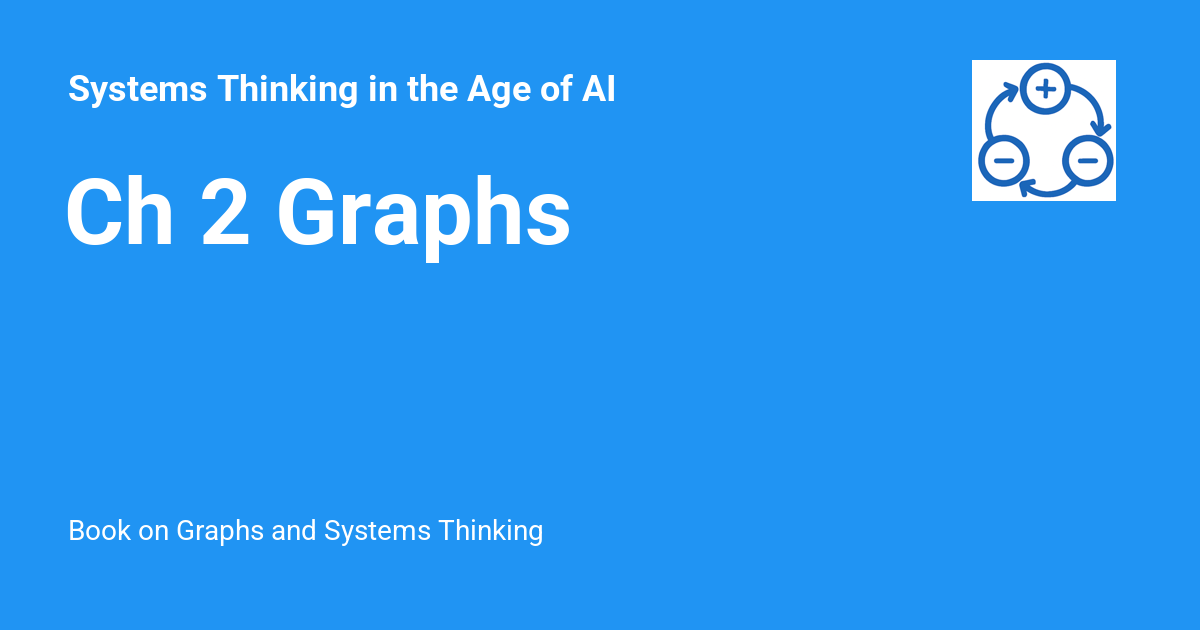 Systems Thinking in the Age of AI
Ch 2 Graphs
Book on Graphs and Systems Thinking